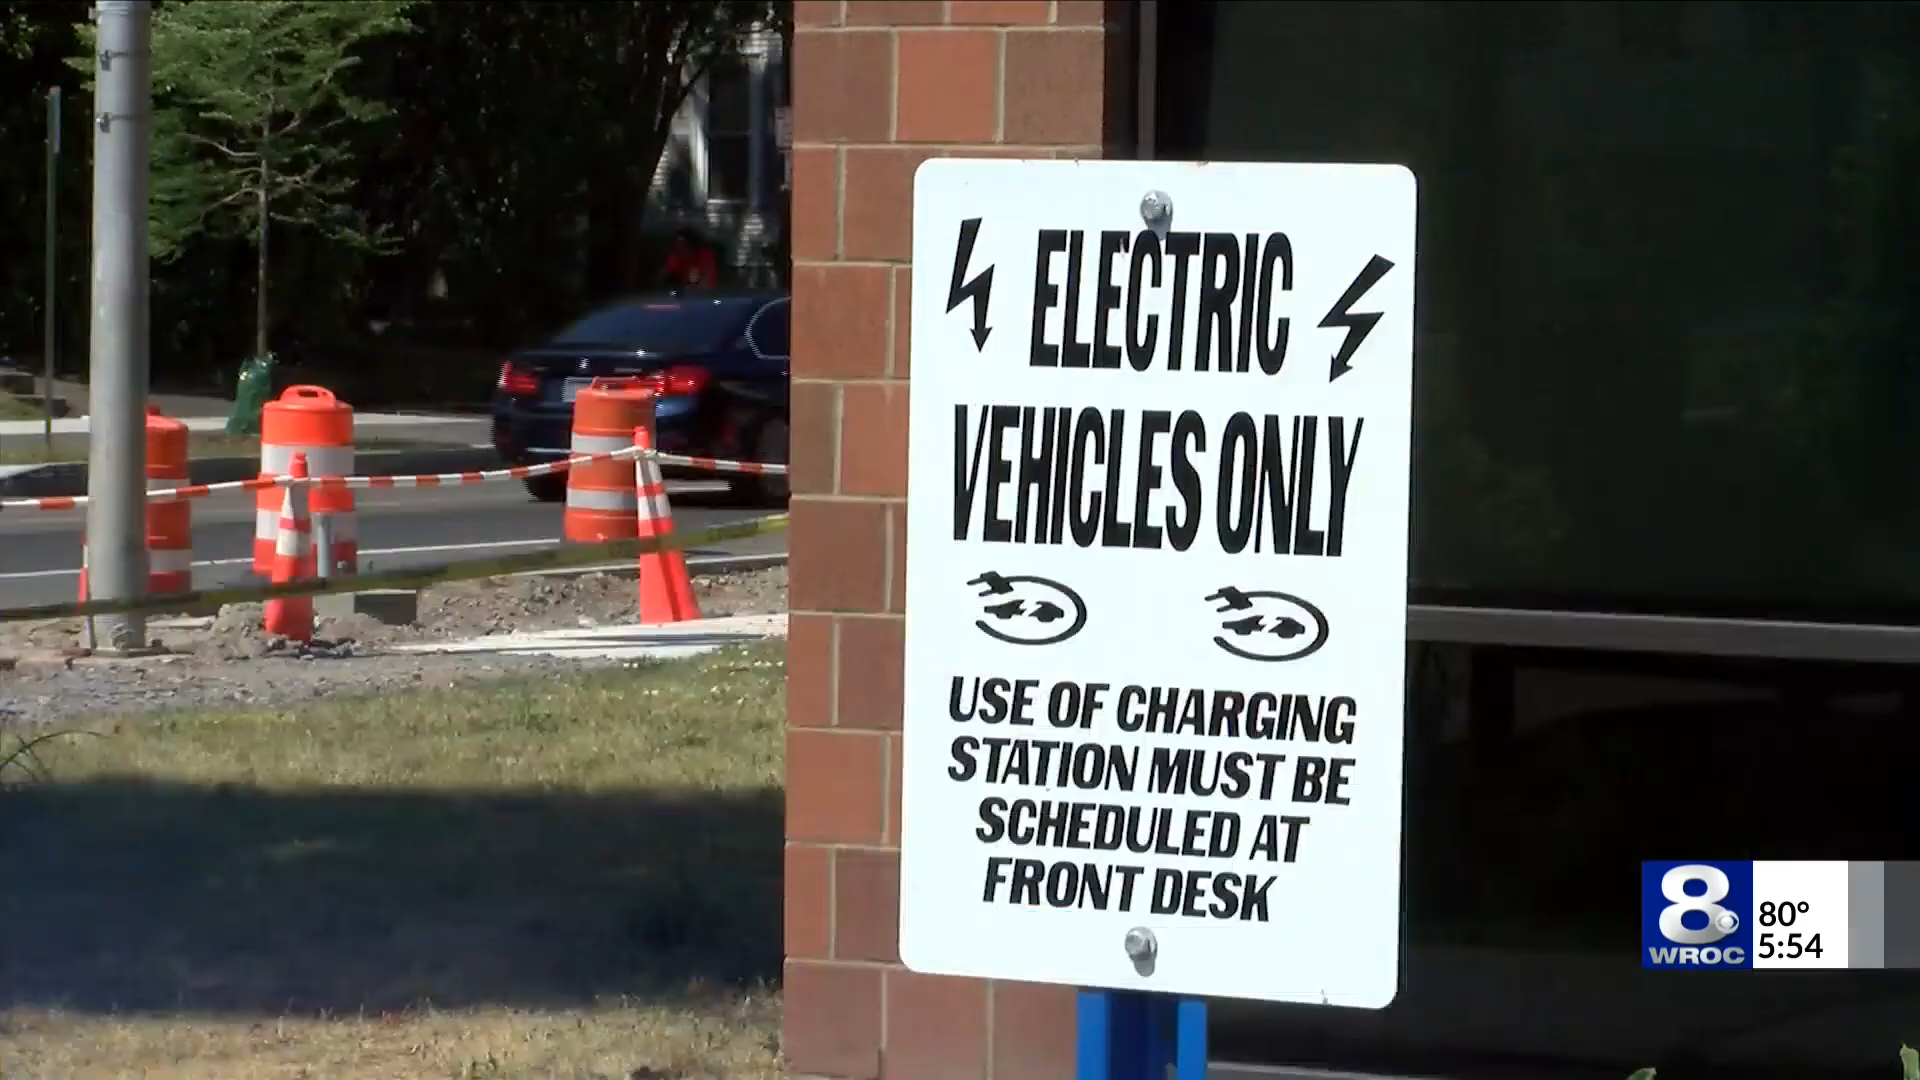 ELECTRIC
VEHICLES ONLY
USE OF CHARGING
STATION MUST BE
SCHEDULED AT
FRONT DESK
8
WROC
80°
5:54